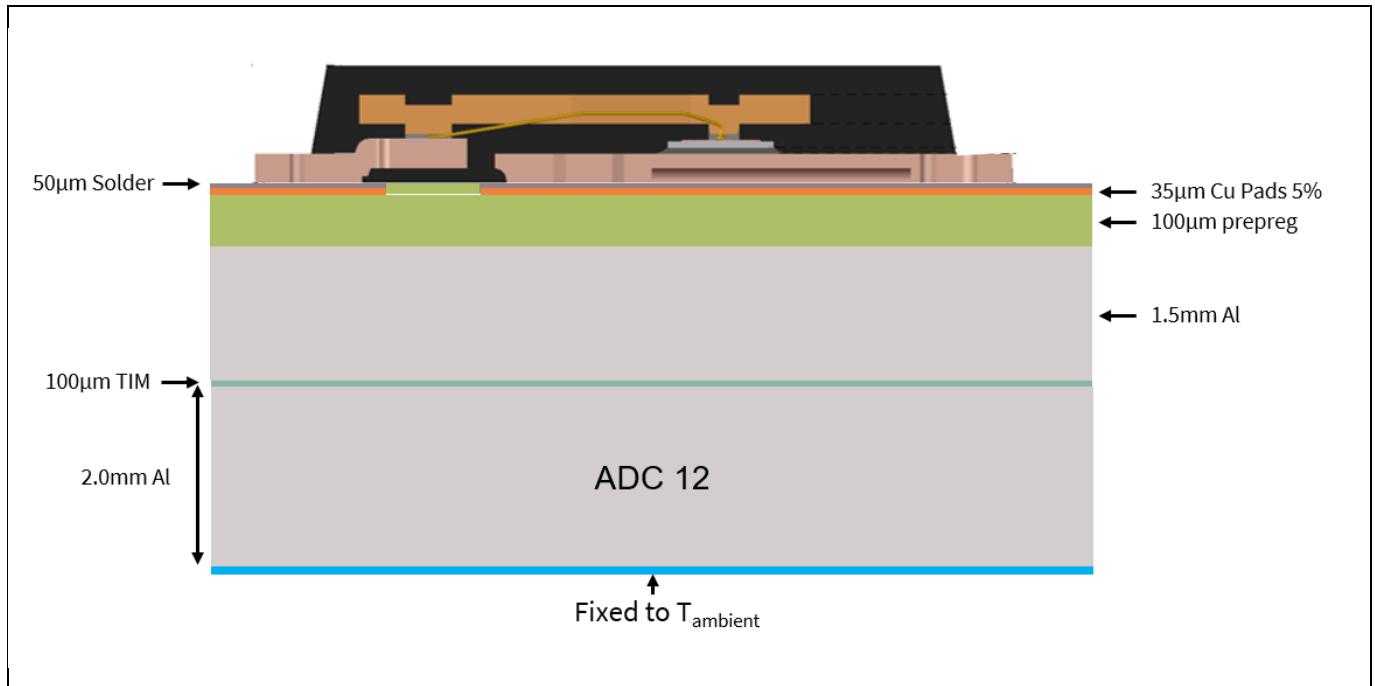 50µm Solder
35µm Cu Pads 5%
100µm prepreg
1.5mm Al
100µm TIM
2.0mm Al
ADC 12
Fixed to Tambient